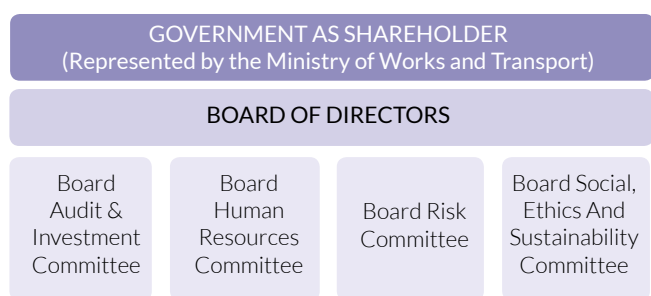 GOVERNMENT AS SHAREHOLDER
(Represented by the Ministry of Works and Transport)
BOARD OF DIRECTORS
Board
Audit &
Investment
Committee
Board
Human
Resources
Committee
Board Risk
Committee
Board Social,
Ethics And
Sustainability
Committee